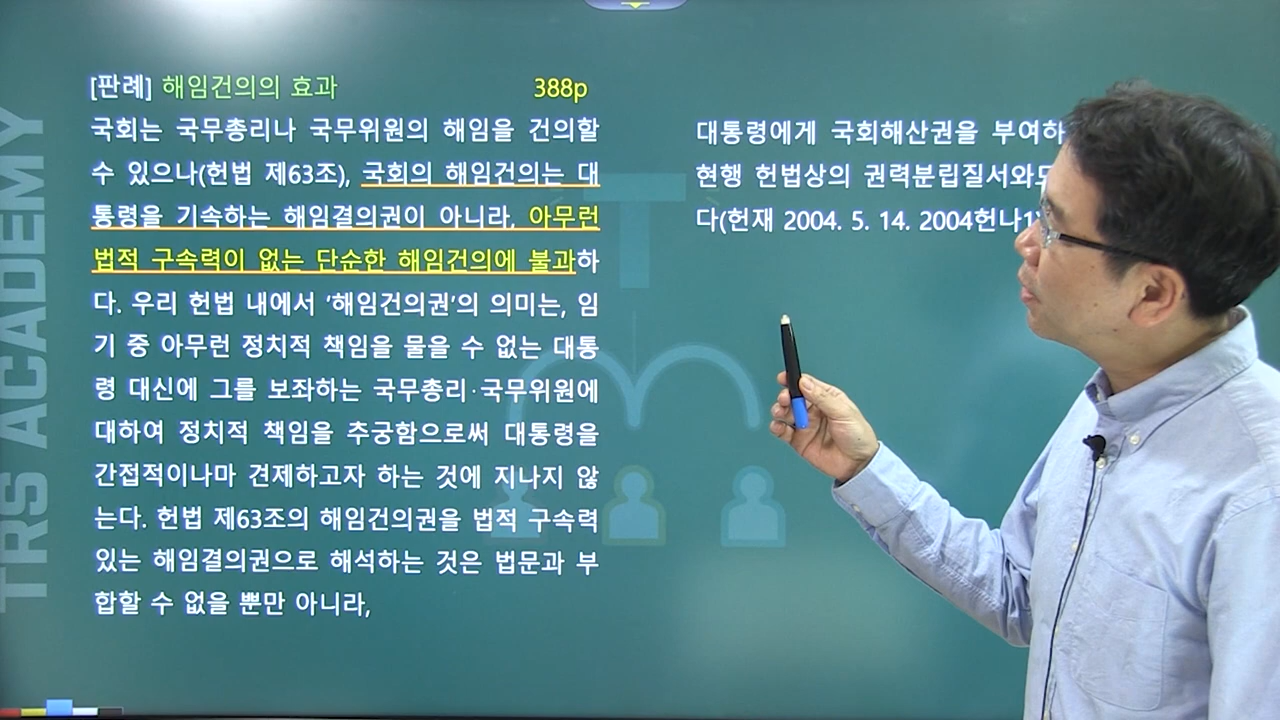 TRS ACADEMY
[판례] 해임건의의 효과 388p
국회는 국무총리나 국무위원의 해임을 건의할
수 있으나(헌법 제63조), 국회의 해임건의는 대
통령을 기속하는 해임결의권이 아니라, 아무런
법적 구속력이 없는 단순한 해임건의에 불과하
다. 우리 헌법 내에서 '해임건의권'의 의미는, 임
기 중 아무런 정치적 책임을 물을 수 없는 대통
령 대신에 그를 보좌하는 국무총리·국무위원에
대하여 정치적 책임을 추궁함으로써 대통령을
간접적이나마 견제하고자 하는 것에 지나지 않
는다. 헌법 제63조의 해임건의권을 법적 구속력
있는 해임결의권으로 해석하는 것은 법문과 부
합할 수 없을 뿐만 아니라,
대통령에게 국회해산권을 부여하
현행 헌법상의 권력분립질서와도
다(헌재 2004. 5. 14. 2004헌나1)